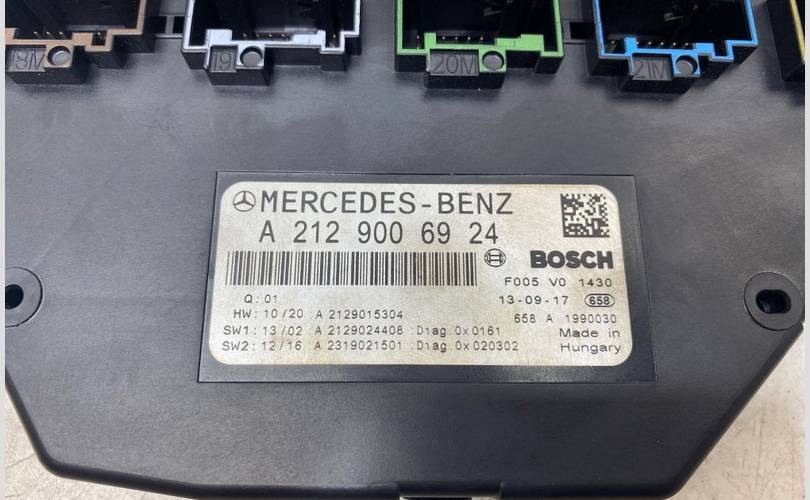 18M 19 20M 21M
MERCEDES-BENZ
A 212 900 69 24
BOSCH
F005 V0 1430
Q: 01
13-09-17 658
HW: 10/20 :A 2129015304
658 A 1990030
SW1: 13/02 :A 2129024408 :Diag 0x0161
Made in
SW2: 12/16 :A 2319021501 :Diag 0x020302
Hungary